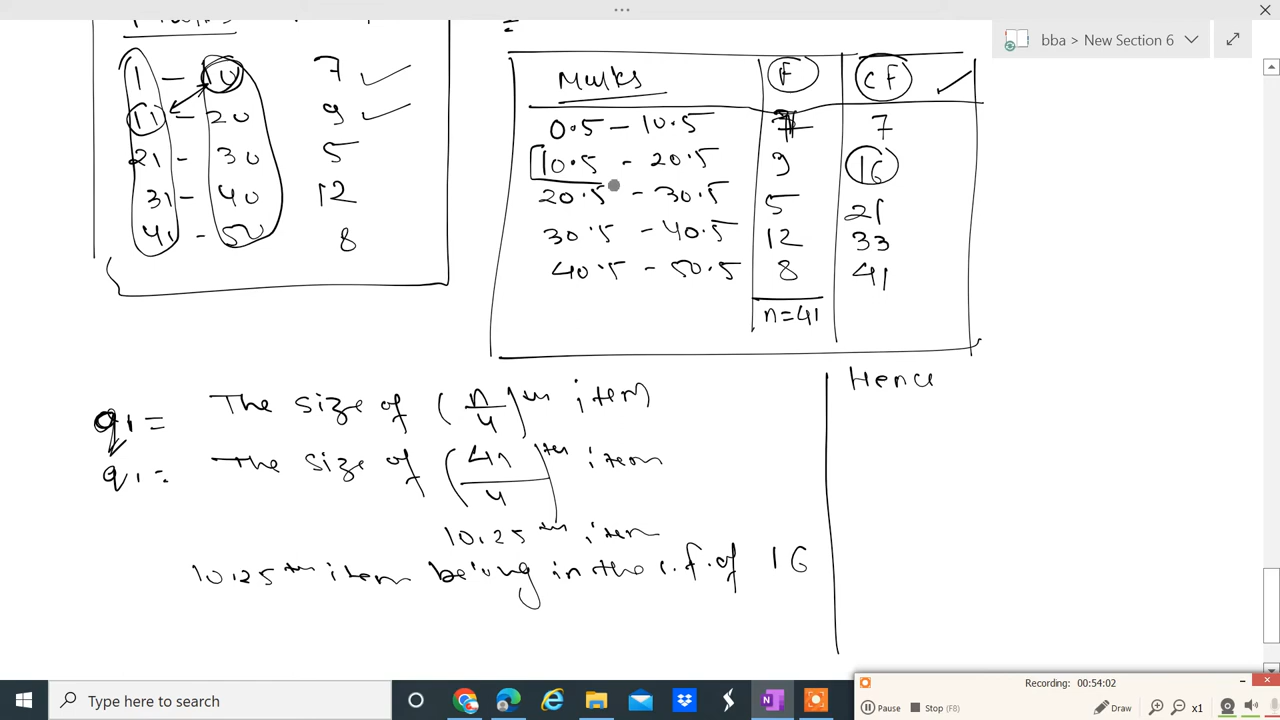 bba > New Section 6
1 - 10 7
11 - 20 9
21 - 30 5
31 - 40 12
41 - 50 8
Marks F CF
0.5 - 10.5 7 7
10.5 - 20.5 9 16
20.5 - 30.5 5 21
30.5 - 40.5 12 33
40.5 - 50.5 8 41
n=41
q1= The size of (n/4)th item
q1= The size of (41/4)th item
10.25th item
10.25th item belong in the c.f. of 16
Hence
Type here to search
Recording: 00:54:02
Pause Stop (F8) Draw x1